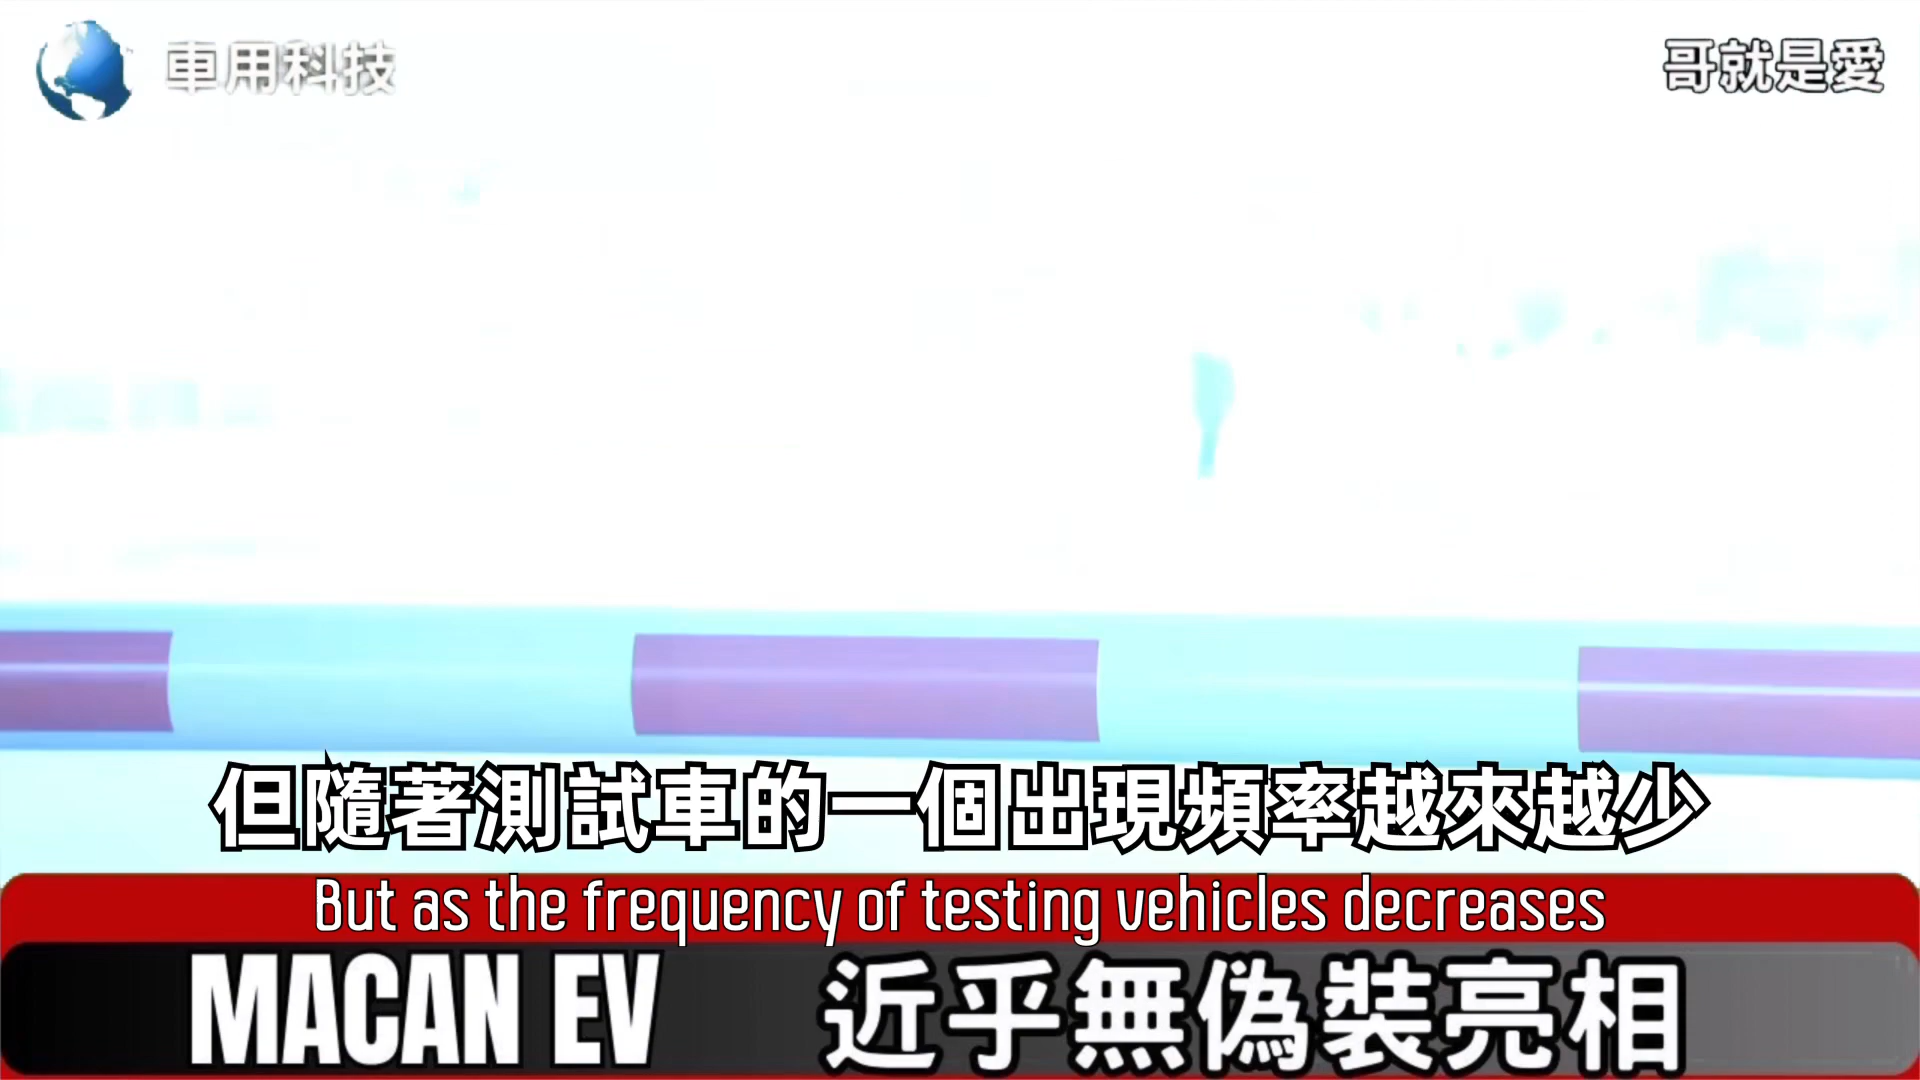 車用科技
哥就是愛
但隨著測試車的一個出現頻率越來越少
But as the frequency of testing vehicles decreases
MACAN EV 近乎無偽裝亮相